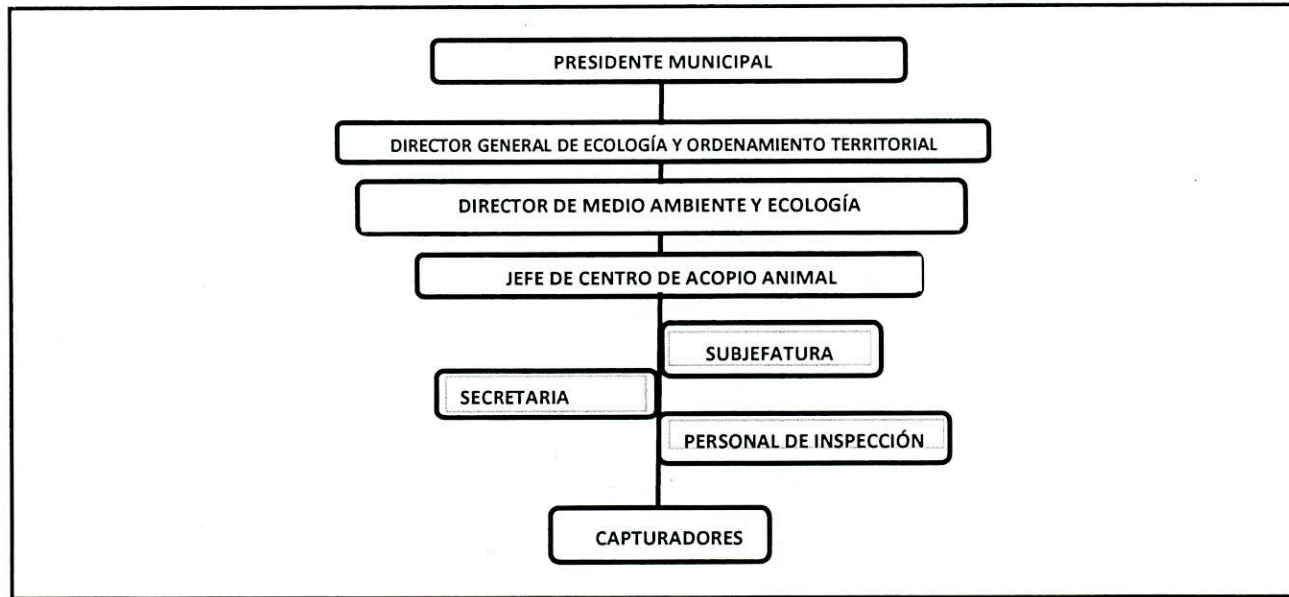 PRESIDENTE MUNICIPAL
DIRECTOR GENERAL DE ECOLOGÍA Y ORDENAMIENTO TERRITORIAL
DIRECTOR DE MEDIO AMBIENTE Y ECOLOGÍA
JEFE DE CENTRO DE ACOPIO ANIMAL
SUBJEFATURA
SECRETARIA
PERSONAL DE INSPECCIÓN
CAPTURADORES